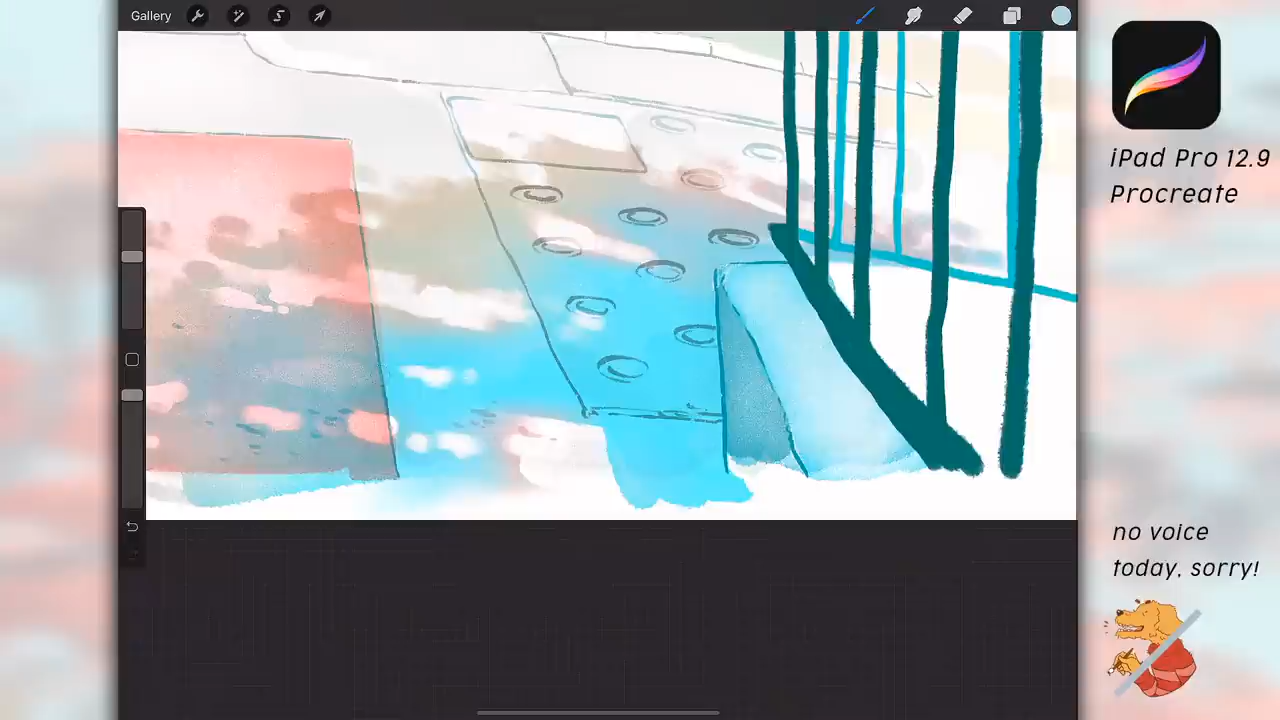 Gallery
iPad Pro 12.9
Procreate
no voice
today, sorry!